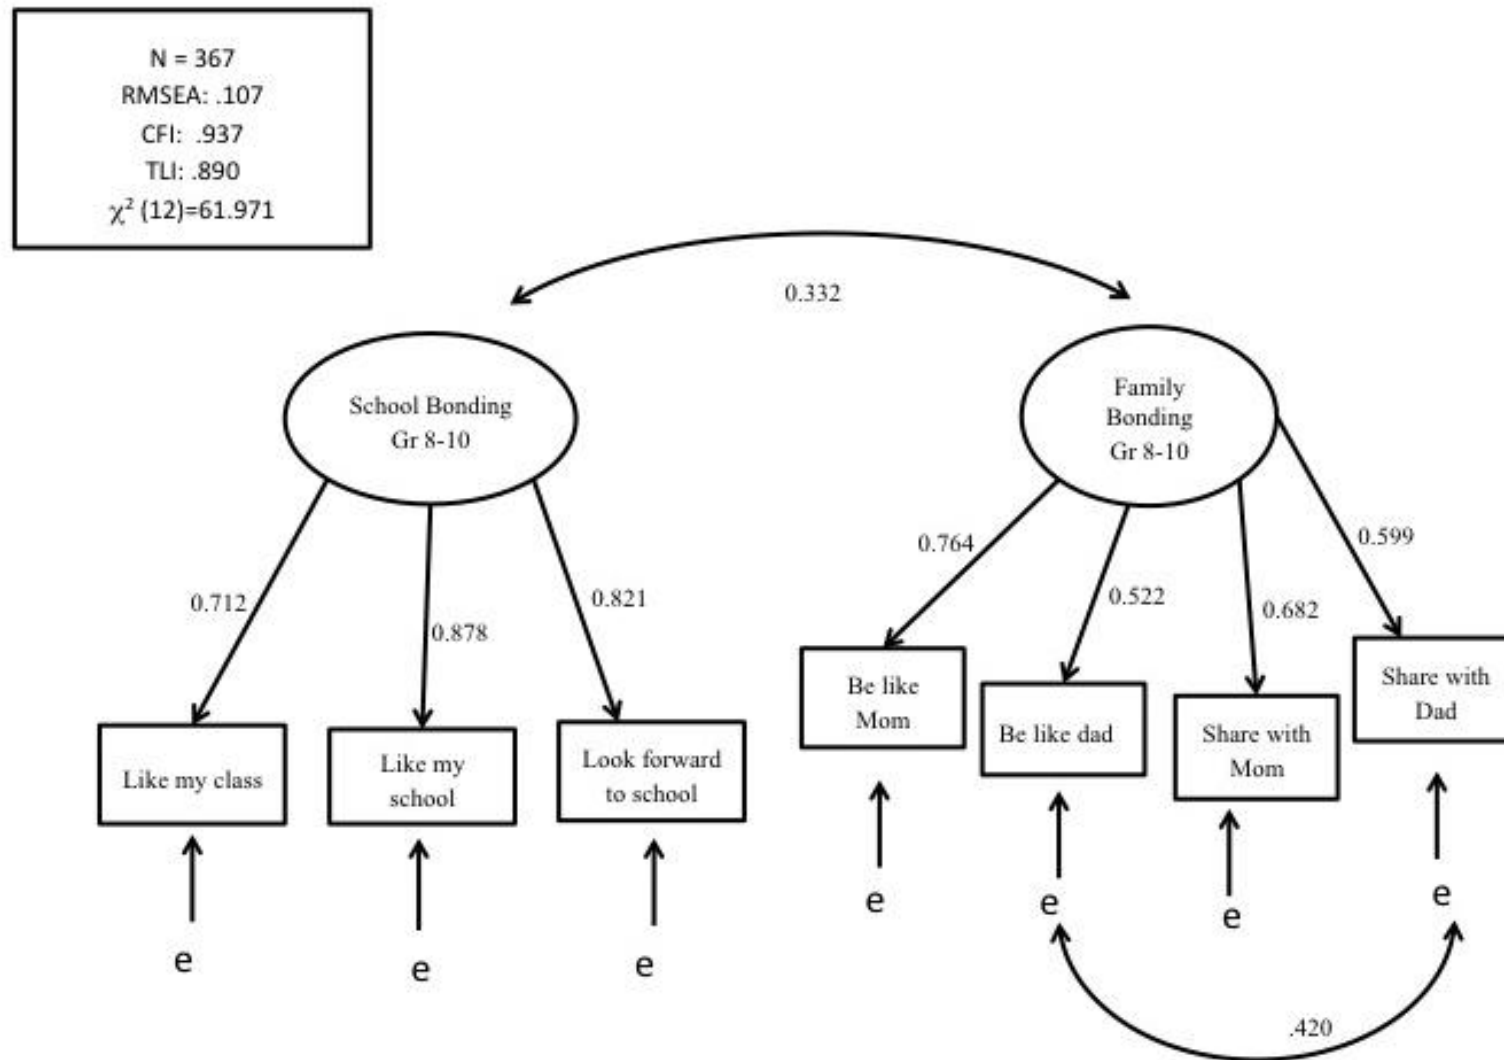 N = 367
RMSEA: .107
CFI: .937
TLI: .890
χ² (12)=61.971
0.332
School Bonding
Gr 8-10
Family
Bonding
Gr 8-10
0.712
0.878
0.821
0.764
0.522
0.682
0.599
Like my class
Like my
school
Look forward
to school
Be like
Mom
Be like dad
Share with
Mom
Share with
Dad
e
e
e
e
e
e
e
.420